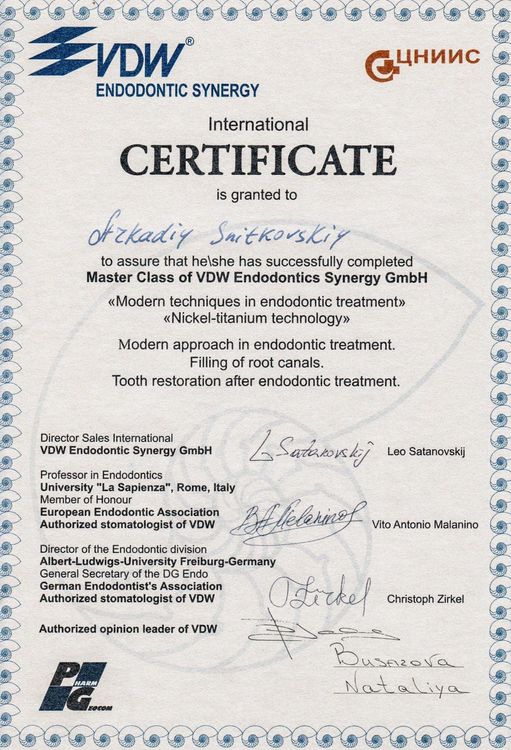 VDW®
ENDODONTIC SYNERGY
ЦНИИС
International
CERTIFICATE
is granted to
Arkadiy Snitkovskiy
to assure that he\she has successfully completed
Master Class of VDW Endodontics Synergy GmbH
«Modern techniques in endodontic treatment»
«Nickel-titanium technology»
Modern approach in endodontic treatment.
Filling of root canals.
Tooth restoration after endodontic treatment.
Director Sales International
VDW Endodontic Synergy GmbH
L Satanovskij Leo Satanovskij
Professor in Endodontics
University "La Sapienza", Rome, Italy
Member of Honour
European Endodontic Association
Authorized stomatologist of VDW
Vito Antonio Malanino
Director of the Endodontic division
Albert-Ludwigs-University Freiburg-Germany
General Secretary of the DG Endo
German Endodontist's Association
Authorized stomatologist of VDW
Zirkel Christoph Zirkel
Authorized opinion leader of VDW
Nataliya
PHARM
GEOCOM